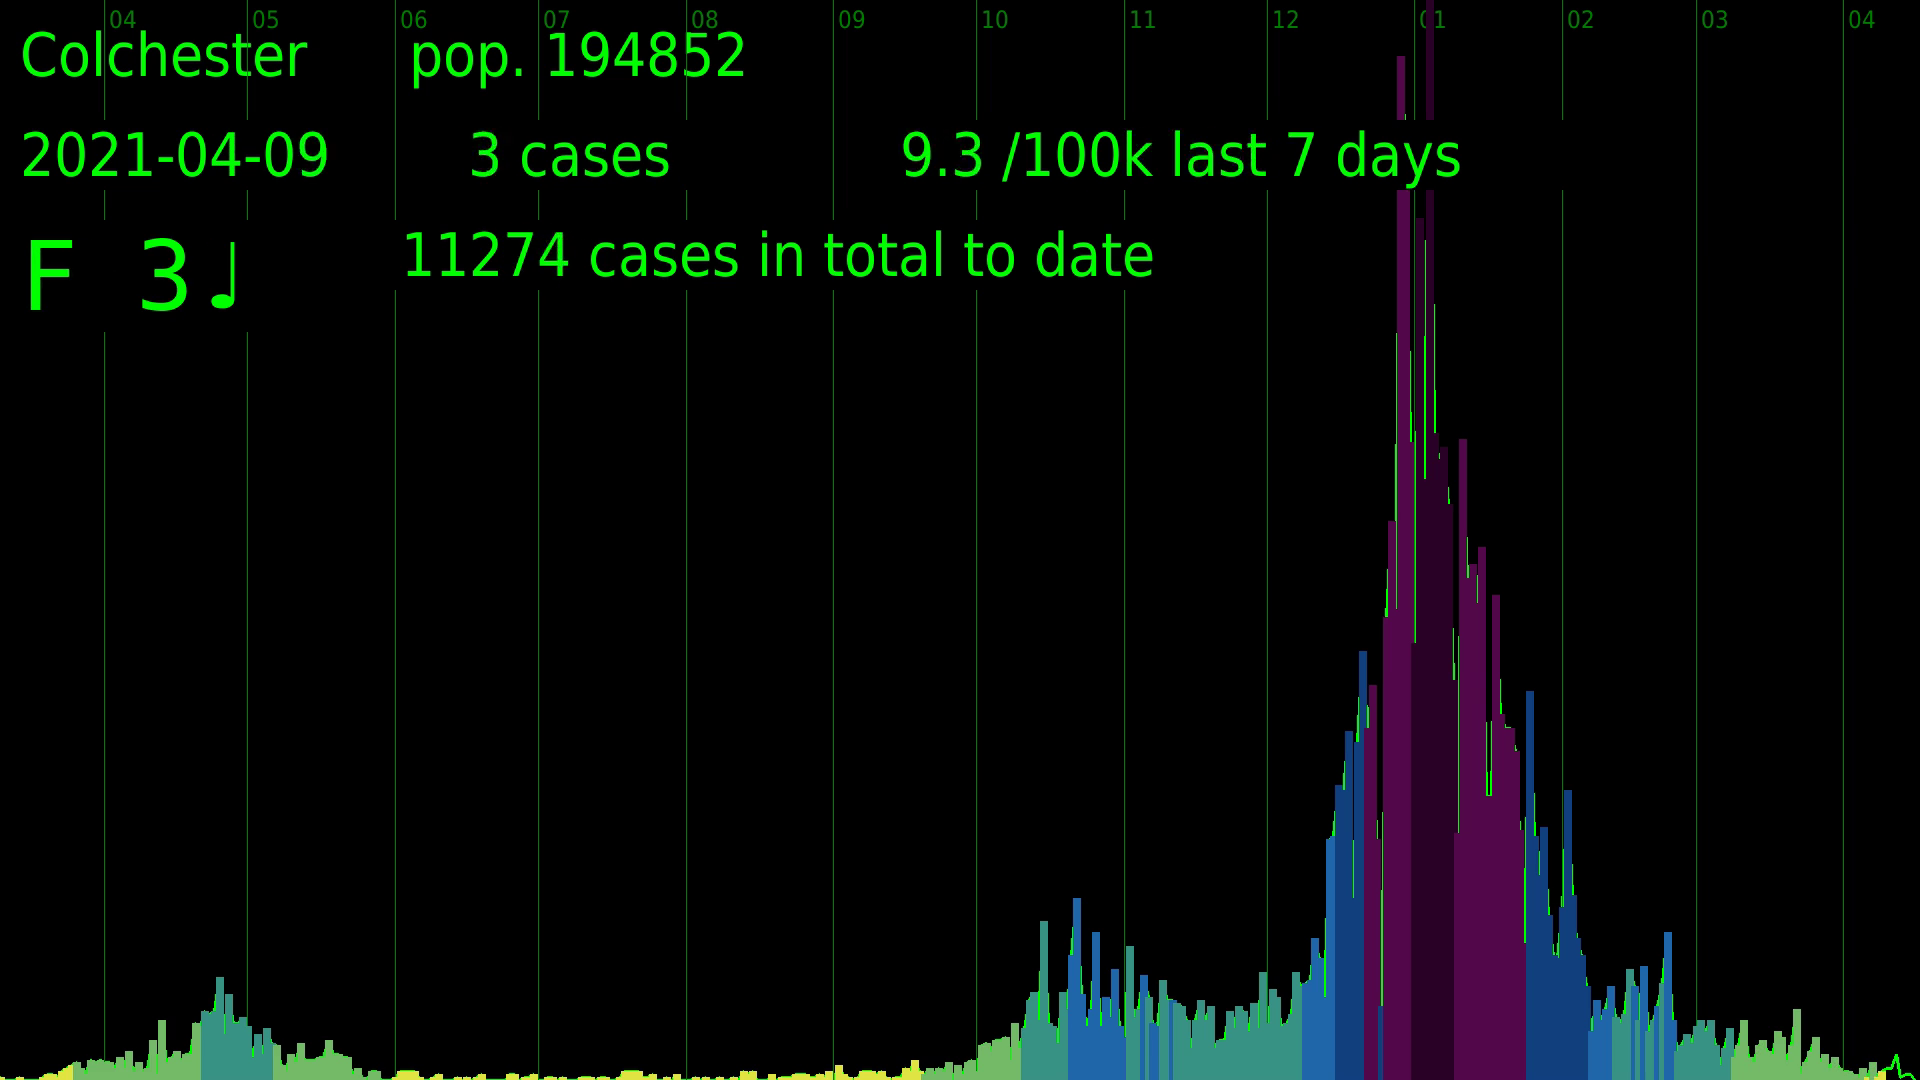 04 05 06 07 08 09 10 11 12 01 02 03 04
Colchester pop. 194852
2021-04-09 3 cases 9.3 /100k last 7 days
F 3♩ 11274 cases in total to date